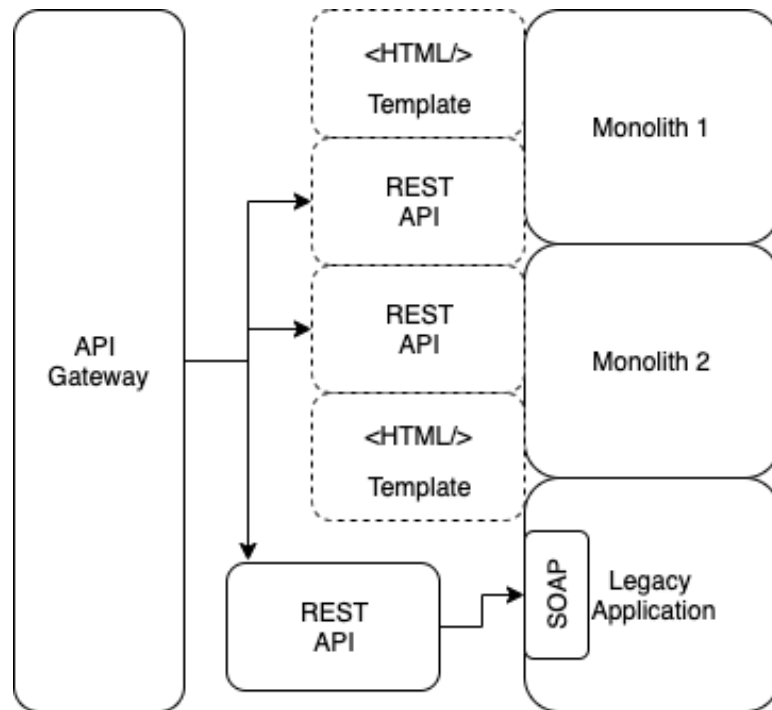 <HTML/>
Template
Monolith 1
REST
API
REST
API
API
Gateway
Monolith 2
<HTML/>
Template
SOAP
Legacy
Application
REST
API